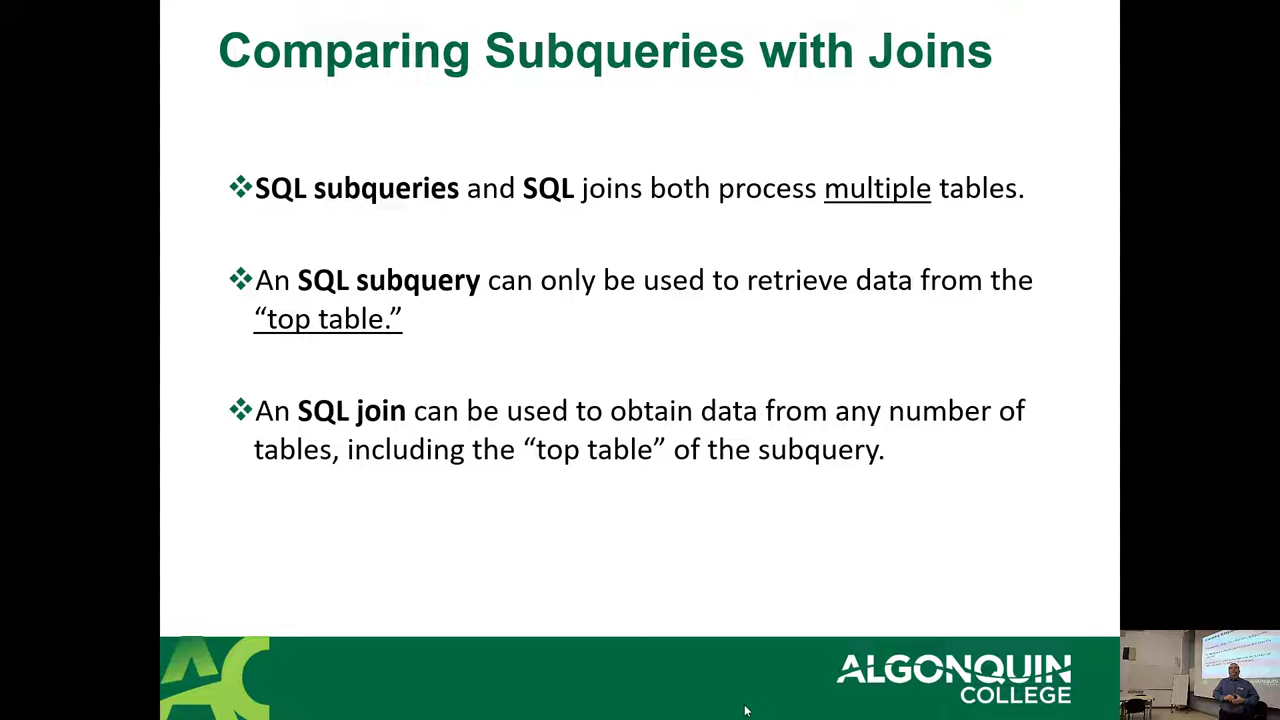 Comparing Subqueries with Joins
SQL subqueries and SQL joins both process multiple tables.
An SQL subquery can only be used to retrieve data from the
“top table.”
An SQL join can be used to obtain data from any number of
tables, including the “top table” of the subquery.
AC
ALGONQUIN
COLLEGE